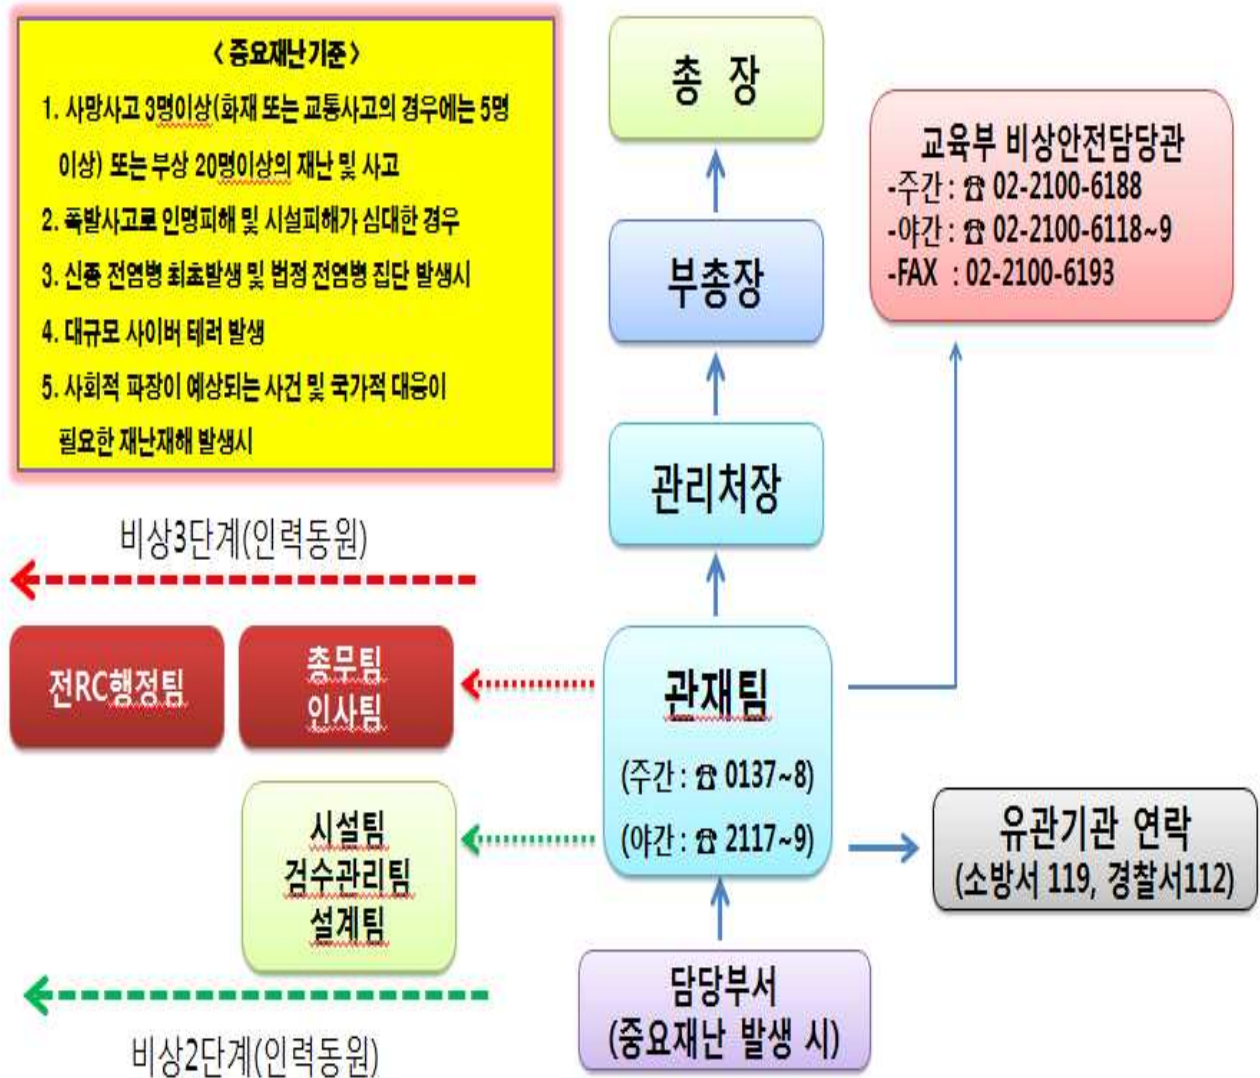 < 중요재난기준 >
1. 사망사고 3명이상(화재 또는 교통사고의 경우에는 5명
이상) 또는 부상 20명이상의 재난 및 사고
2. 폭발사고로 인명피해 및 시설피해가 심대한 경우
3. 신종 전염병 최초발생 및 법정 전염병 집단 발생시
4. 대규모 사이버 테러 발생
5. 사회적 파장이 예상되는 사건 및 국가적 대응이
필요한 재난재해 발생시
총 장
교육부 비상안전담당관
-주간 : ☎ 02-2100-6188
-야간 : ☎ 02-2100-6118~9
-FAX : 02-2100-6193
부총장
관리처장
비상3단계(인력동원)
전RC행정팀
총무팀
인사팀
관재팀
(주간 : ☎ 0137~8)
(야간 : ☎ 2117~9)
시설팀
검수관리팀
설계팀
유관기관 연락
(소방서 119, 경찰서112)
담당부서
(중요재난 발생 시)
비상2단계(인력동원)